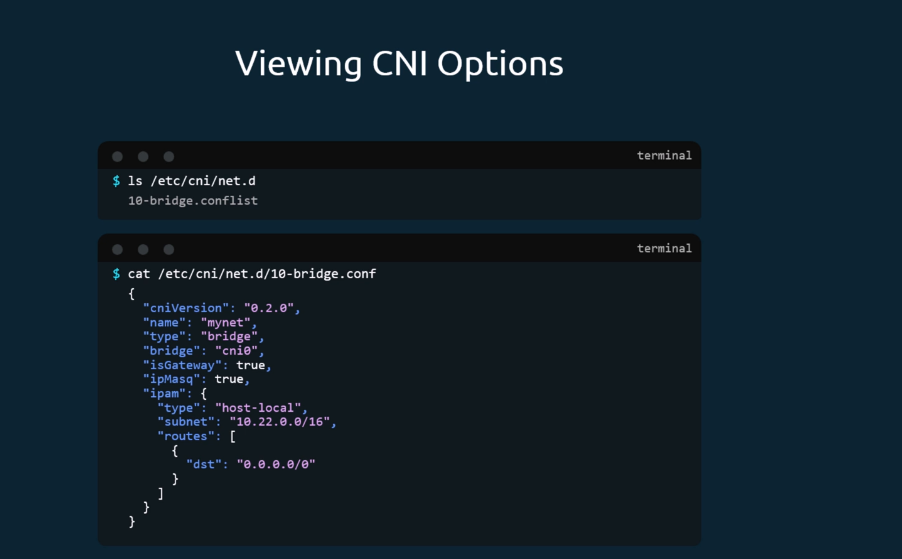 Viewing CNI Options
terminal
$ ls /etc/cni/net.d
10-bridge.conflist
terminal
$ cat /etc/cni/net.d/10-bridge.conf
{
  "cniVersion": "0.2.0",
  "name": "mynet",
  "type": "bridge",
  "bridge": "cni0",
  "isGateway": true,
  "ipMasq": true,
  "ipam": {
    "type": "host-local",
    "subnet": "10.22.0.0/16",
    "routes": [
      {
        "dst": "0.0.0.0/0"
      }
    ]
  }
}